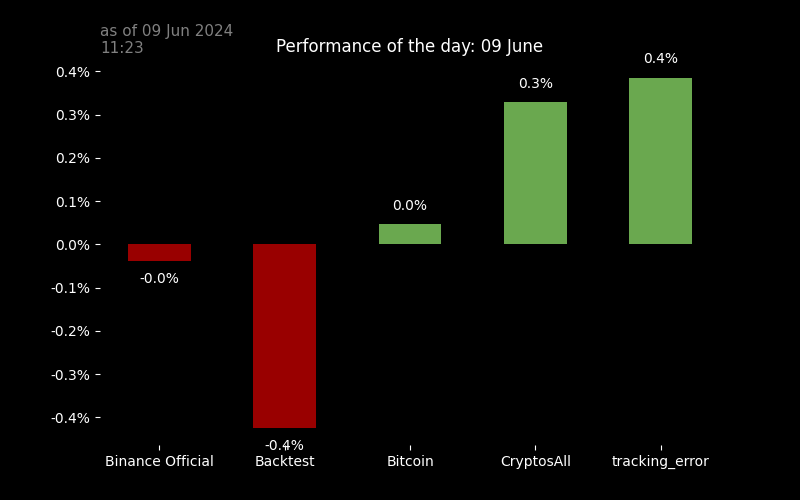 as of 09 Jun 2024
11:23
Performance of the day: 09 June
0.4%
0.3%
0.2%
0.1%
0.0%
-0.1%
-0.2%
-0.3%
-0.4%
-0.0%
-0.4%
0.0%
0.3%
0.4%
Binance Official
Backtest
Bitcoin
CryptosAll
tracking_error